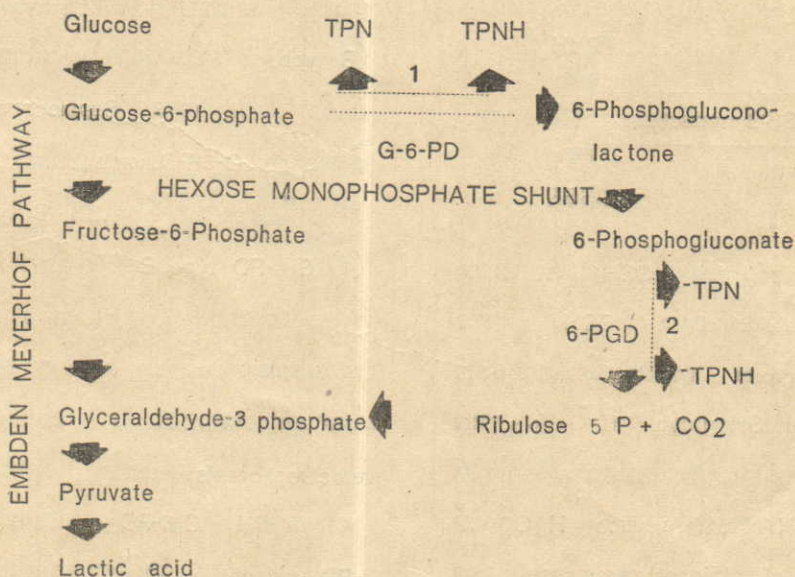 Glucose TPN TPNH
1
Glucose-6-phosphate 6-Phosphoglucono-
G-6-PD lactone
HEXOSE MONOPHOSPHATE SHUNT
Fructose-6-Phosphate 6-Phosphogluconate
-TPN
6-PGD 2
-TPNH
Glyceraldehyde-3 phosphate Ribulose 5 P + CO2
Pyruvate
Lactic acid
EMBDEN MEYERHOF PATHWAY